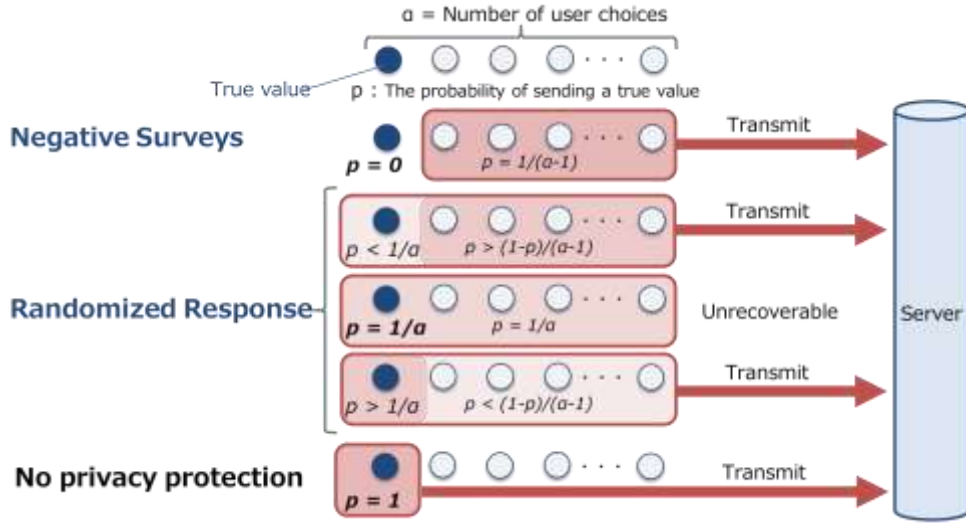 α = Number of user choices
True value
p : The probability of sending a true value
Negative Surveys
p = 0
p = 1/(α-1)
Transmit
p < 1/α
p > (1-p)/(α-1)
Transmit
Randomized Response
p = 1/α
p = 1/α
Unrecoverable
Server
p > 1/α
p < (1-p)/(α-1)
Transmit
No privacy protection
p = 1
Transmit